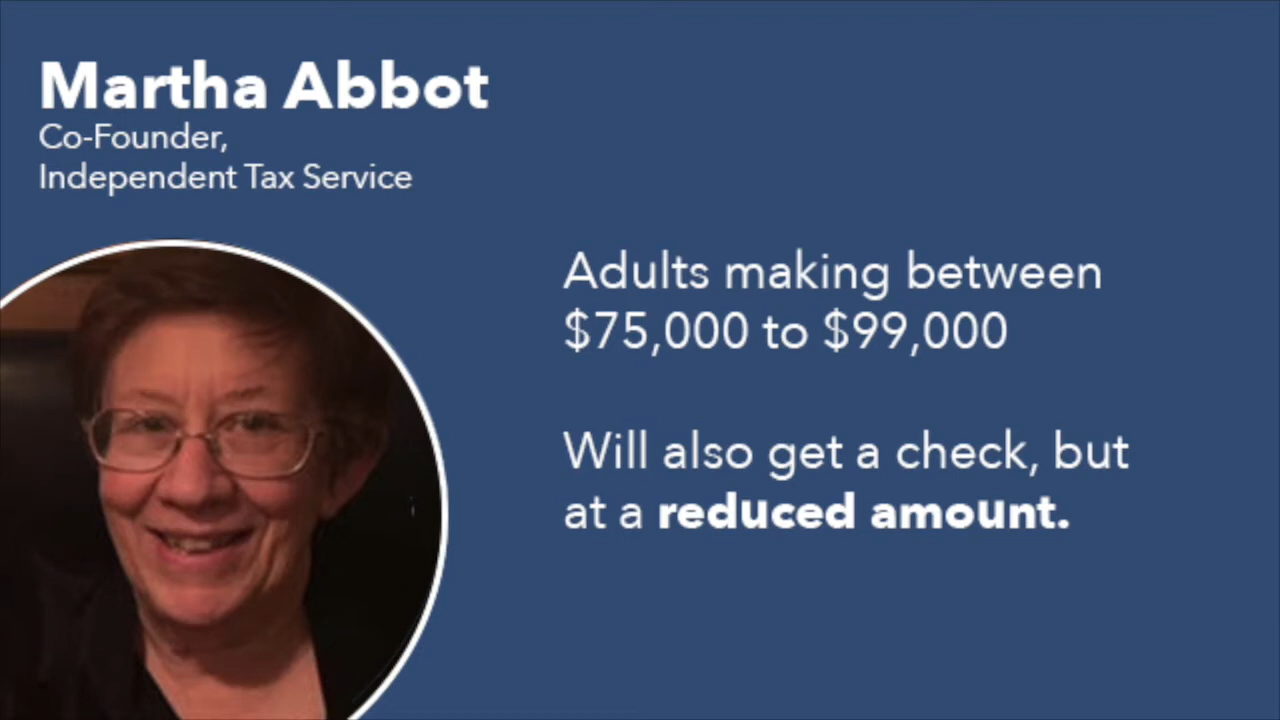 Martha Abbot
Co-Founder,
Independent Tax Service
Adults making between
$75,000 to $99,000
Will also get a check, but
at a reduced amount.